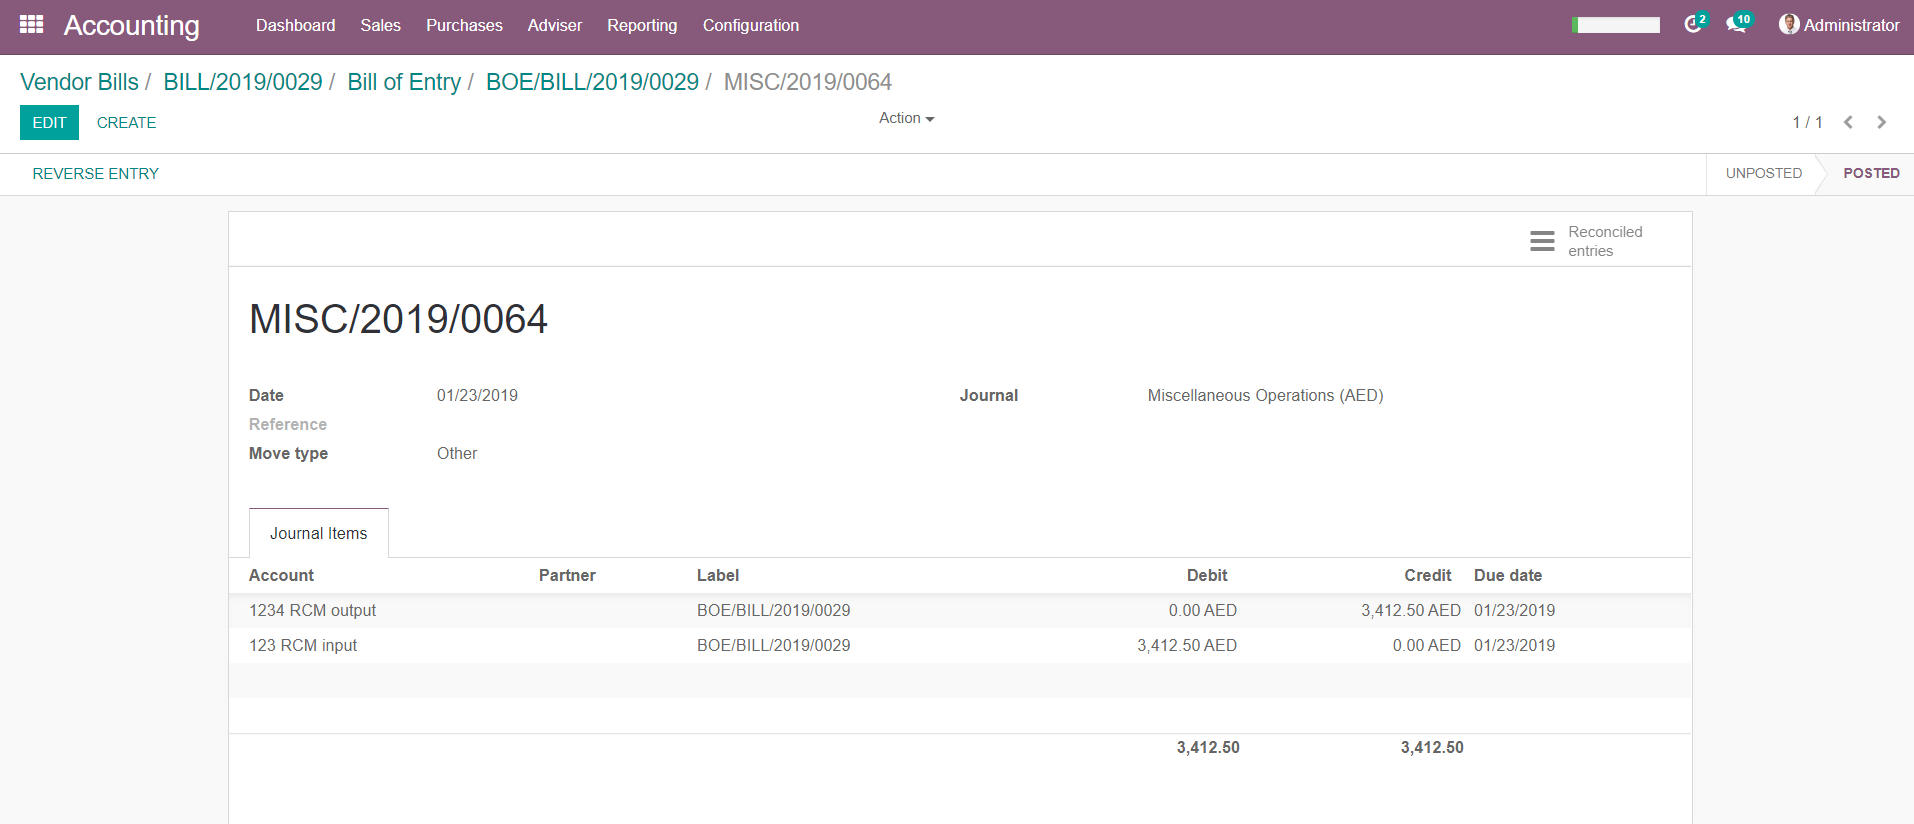 Accounting Dashboard Sales Purchases Adviser Reporting Configuration 2 10 Administrator
Vendor Bills / BILL/2019/0029 / Bill of Entry / BOE/BILL/2019/0029 / MISC/2019/0064
EDIT CREATE Action 1 / 1
REVERSE ENTRY UNPOSTED POSTED
Reconciled
entries
MISC/2019/0064
Date 01/23/2019 Journal Miscellaneous Operations (AED)
Reference
Move type Other
Journal Items
Account Partner Label Debit Credit Due date
1234 RCM output BOE/BILL/2019/0029 0.00 AED 3,412.50 AED 01/23/2019
123 RCM input BOE/BILL/2019/0029 3,412.50 AED 0.00 AED 01/23/2019
3,412.50 3,412.50